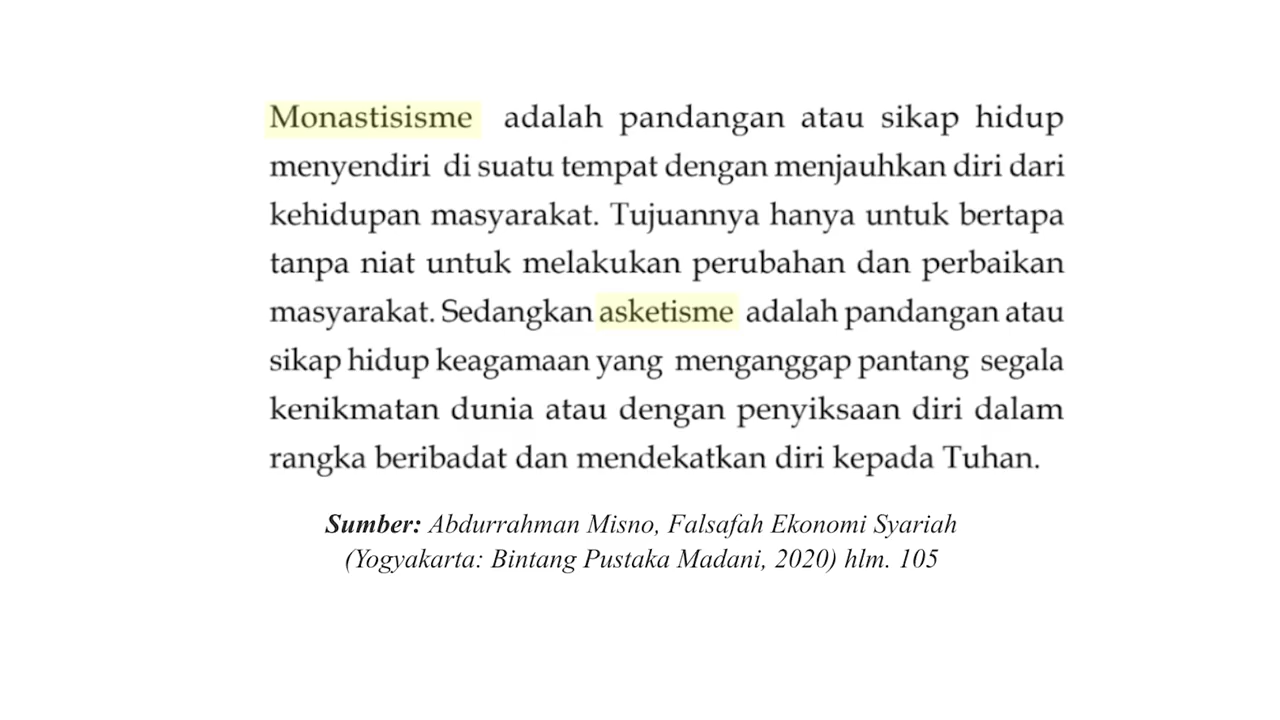 Monastisisme adalah pandangan atau sikap hidup
menyendiri di suatu tempat dengan menjauhkan diri dari
kehidupan masyarakat. Tujuannya hanya untuk bertapa
tanpa niat untuk melakukan perubahan dan perbaikan
masyarakat. Sedangkan asketisme adalah pandangan atau
sikap hidup keagamaan yang menganggap pantang segala
kenikmatan dunia atau dengan penyiksaan diri dalam
rangka beribadat dan mendekatkan diri kepada Tuhan.
Sumber: Abdurrahman Misno, Falsafah Ekonomi Syariah
(Yogyakarta: Bintang Pustaka Madani, 2020) hlm. 105